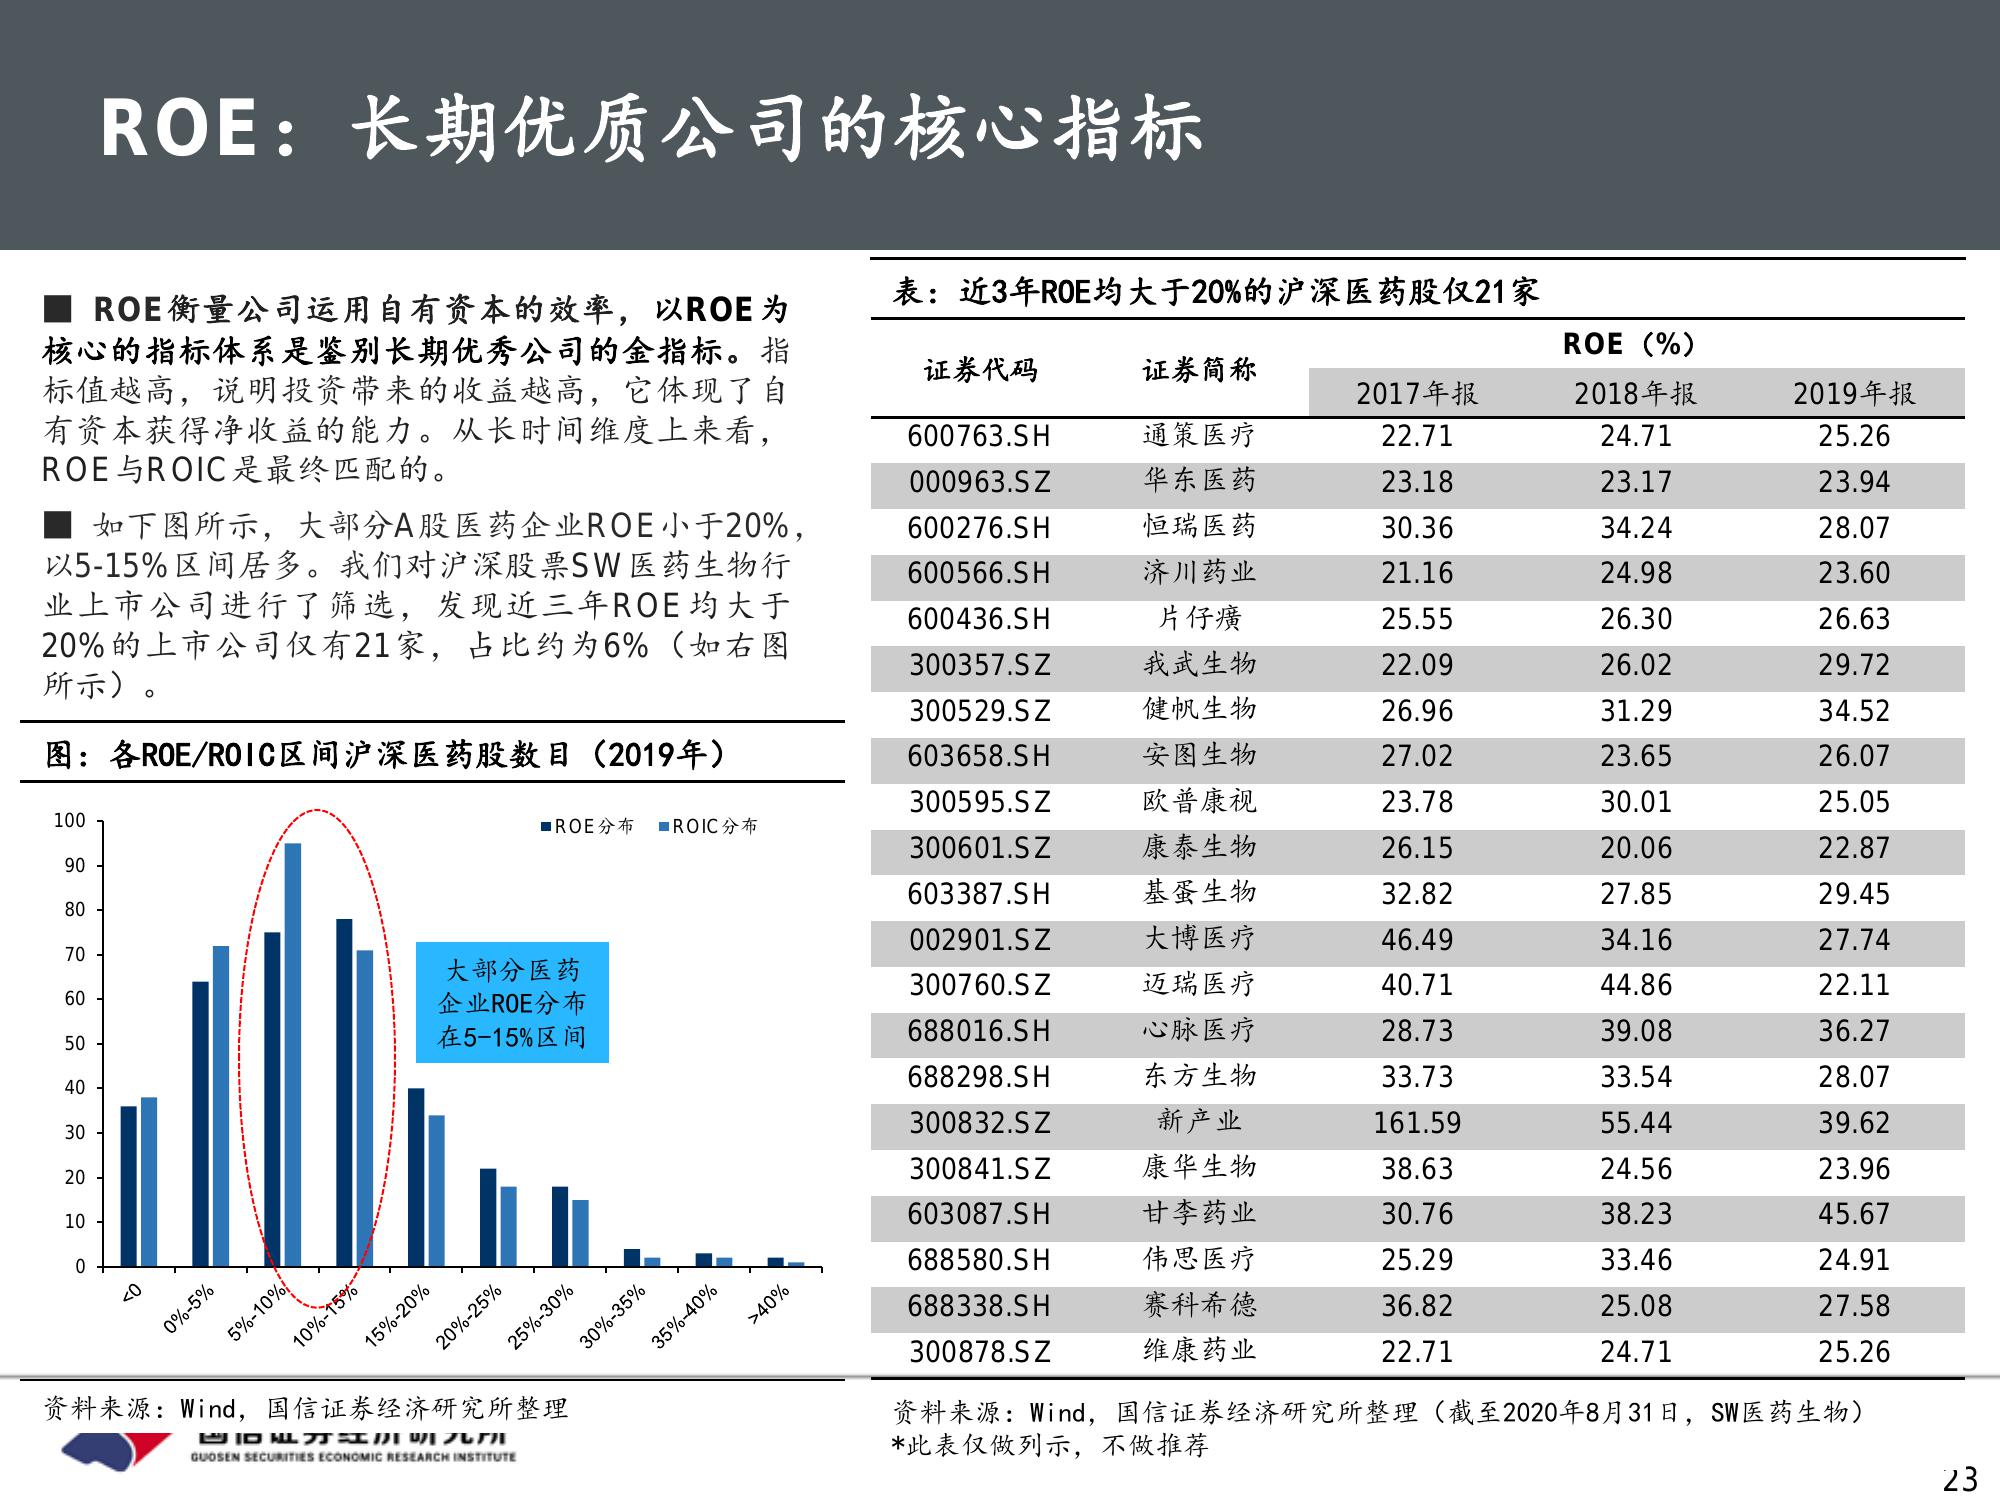 ROE：长期优质公司的核心指标
■ ROE衡量公司运用自有资本的效率，以ROE为
核心的指标体系是鉴别长期优秀公司的金指标。指
标值越高，说明投资带来的收益越高，它体现了自
有资本获得净收益的能力。从长时间维度上来看，
ROE与ROIC是最终匹配的。
■ 如下图所示，大部分A股医药企业ROE小于20%，
以5-15%区间居多。我们对沪深股票SW医药生物行
业上市公司进行了筛选，发现近三年ROE均大于
20%的上市公司仅有21家，占比约为6%（如右图
所示）。
图：各ROE/ROIC区间沪深医药股数目（2019年）
ROE分布 ROIC分布
100
90
80
70
60
50
40
30
20
10
0
大部分医药
企业ROE分布
在5-15%区间
<0 0%-5% 5%-10% 10%-15% 15%-20% 20%-25% 25%-30% 30%-35% 35%-40% >40%
资料来源：Wind，国信证券经济研究所整理
国信证券经济研究所
GUOSEN SECURITIES ECONOMIC RESEARCH INSTITUTE
表：近3年ROE均大于20%的沪深医药股仅21家
证券代码 证券简称 ROE（%）
2017年报 2018年报 2019年报
600763.SH 通策医疗 22.71 24.71 25.26
000963.SZ 华东医药 23.18 23.17 23.94
600276.SH 恒瑞医药 30.36 34.24 28.07
600566.SH 济川药业 21.16 24.98 23.60
600436.SH 片仔癀 25.55 26.30 26.63
300357.SZ 我武生物 22.09 26.02 29.72
300529.SZ 健帆生物 26.96 31.29 34.52
603658.SH 安图生物 27.02 23.65 26.07
300595.SZ 欧普康视 23.78 30.01 25.05
300601.SZ 康泰生物 26.15 20.06 22.87
603387.SH 基蛋生物 32.82 27.85 29.45
002901.SZ 大博医疗 46.49 34.16 27.74
300760.SZ 迈瑞医疗 40.71 44.86 22.11
688016.SH 心脉医疗 28.73 39.08 36.27
688298.SH 东方生物 33.73 33.54 28.07
300832.SZ 新产业 161.59 55.44 39.62
300841.SZ 康华生物 38.63 24.56 23.96
603087.SH 甘李药业 30.76 38.23 45.67
688580.SH 伟思医疗 25.29 33.46 24.91
688338.SH 赛科希德 36.82 25.08 27.58
300878.SZ 维康药业 22.71 24.71 25.26
资料来源：Wind，国信证券经济研究所整理（截至2020年8月31日，SW医药生物）
*此表仅做列示，不做推荐
23